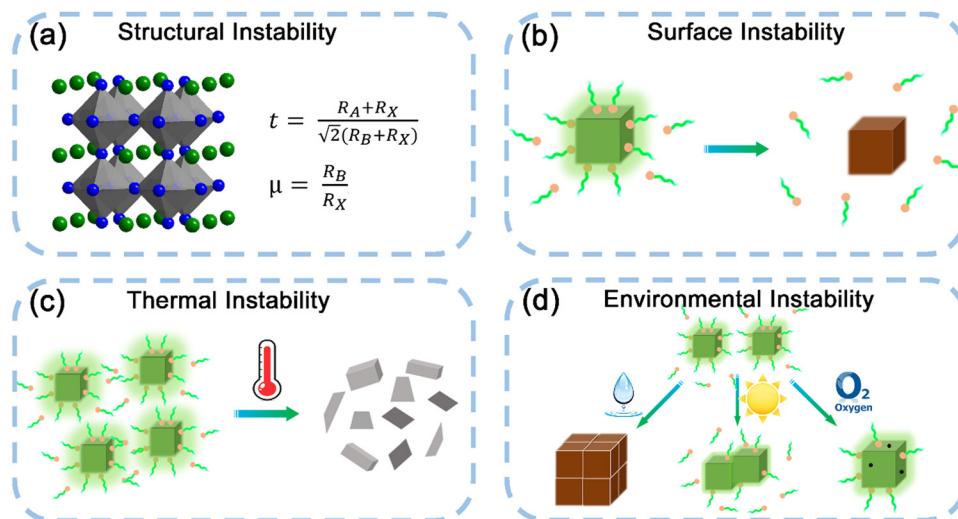 (a) Structural Instability
t = R_A+R_X / √2(R_B+R_X)
μ = R_B / R_X
(b) Surface Instability
(c) Thermal Instability
(d) Environmental Instability
O2
Oxygen